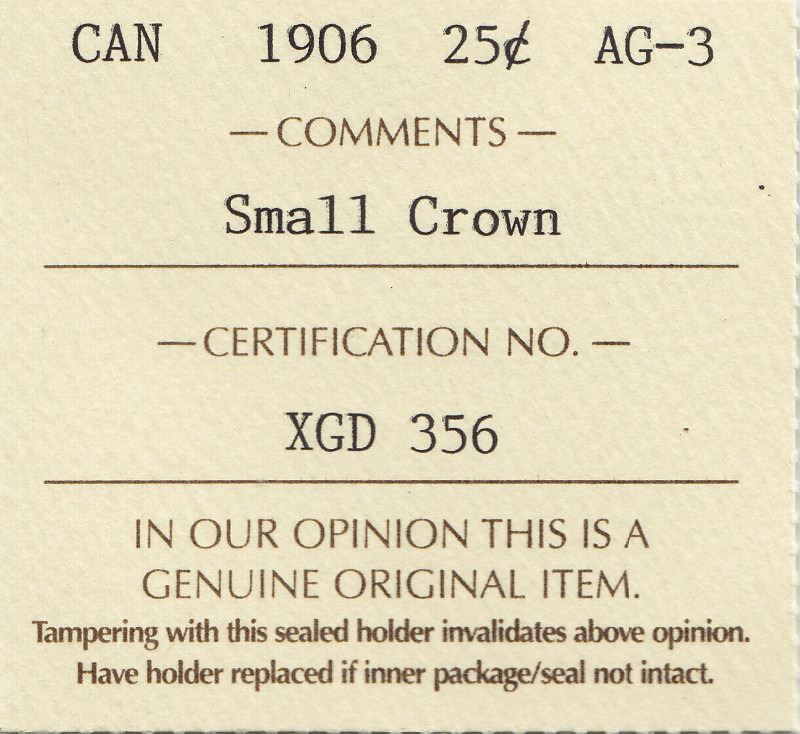 CAN 1906 25¢ AG-3
— COMMENTS —
Small Crown
— CERTIFICATION NO. —
XGD 356
IN OUR OPINION THIS IS A
GENUINE ORIGINAL ITEM.
Tampering with this sealed holder invalidates above opinion.
Have holder replaced if inner package/seal not intact.